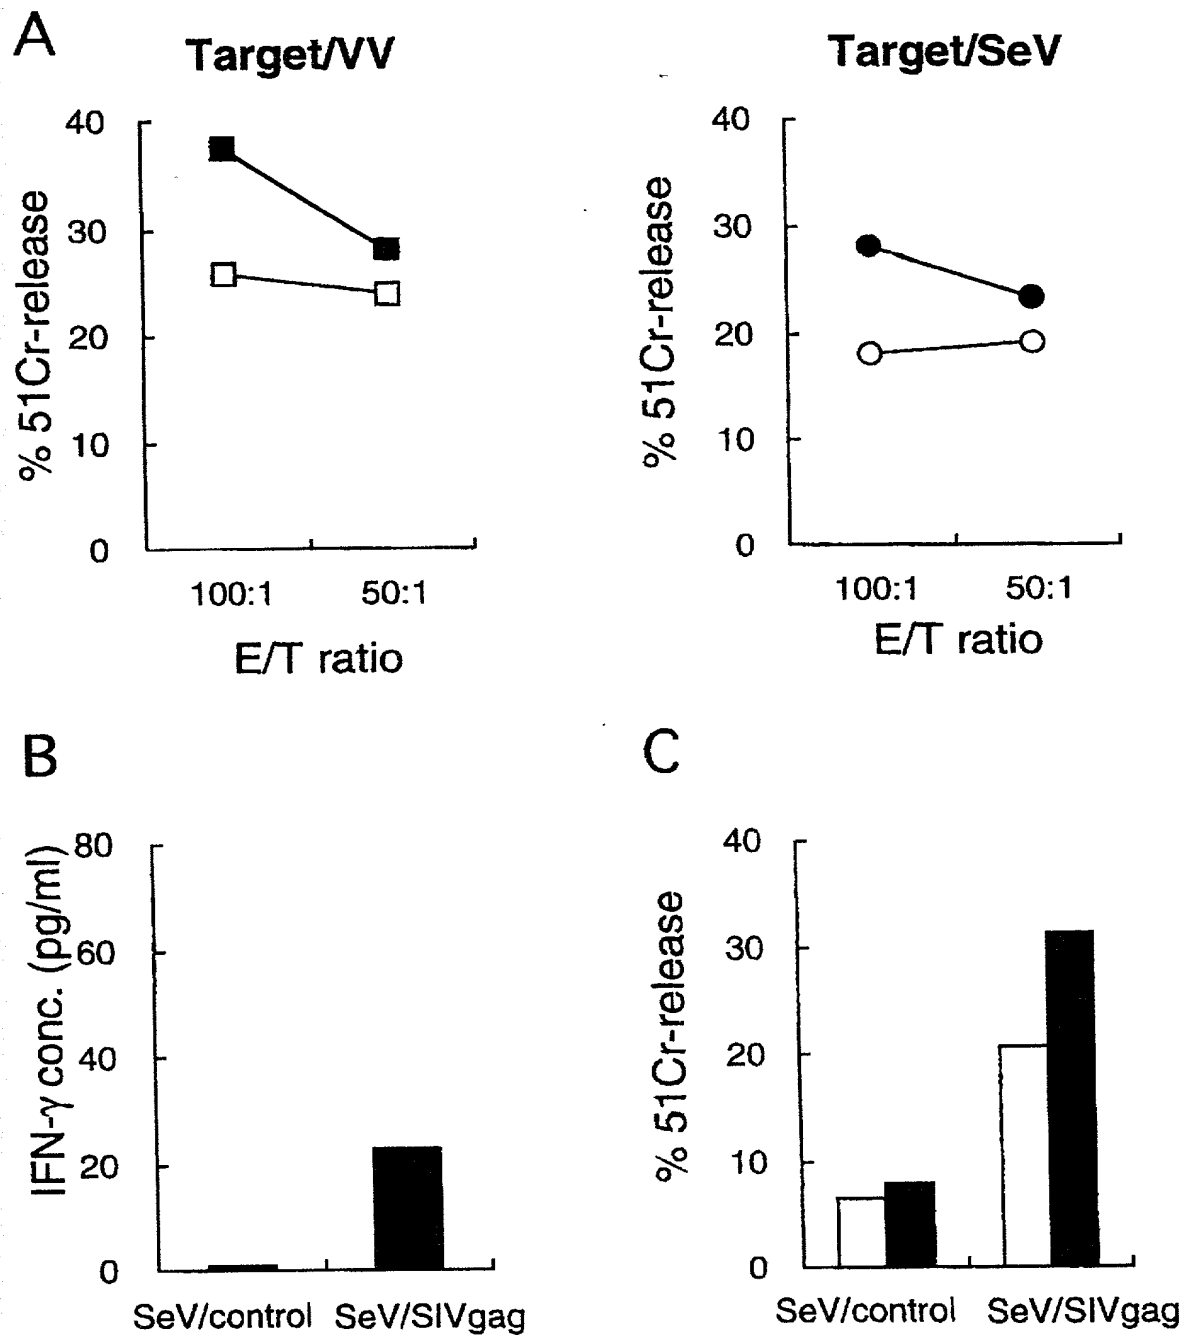 A
Target/VV
40
30
20
10
0
% 51Cr-release
100:1 50:1
E/T ratio
Target/SeV
40
30
20
10
0
% 51Cr-release
100:1 50:1
E/T ratio
B
80
60
40
20
0
IFN-γ conc. (pg/ml)
SeV/control SeV/SIVgag
C
40
30
20
10
0
% 51Cr-release
SeV/control SeV/SIVgag